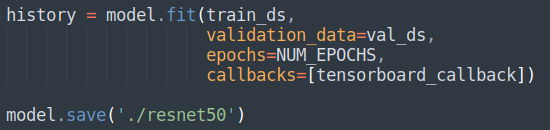 history = model.fit(train_ds,
validation_data=val_ds,
epochs=NUM_EPOCHS,
callbacks=[tensorboard_callback])
model.save('./resnet50')